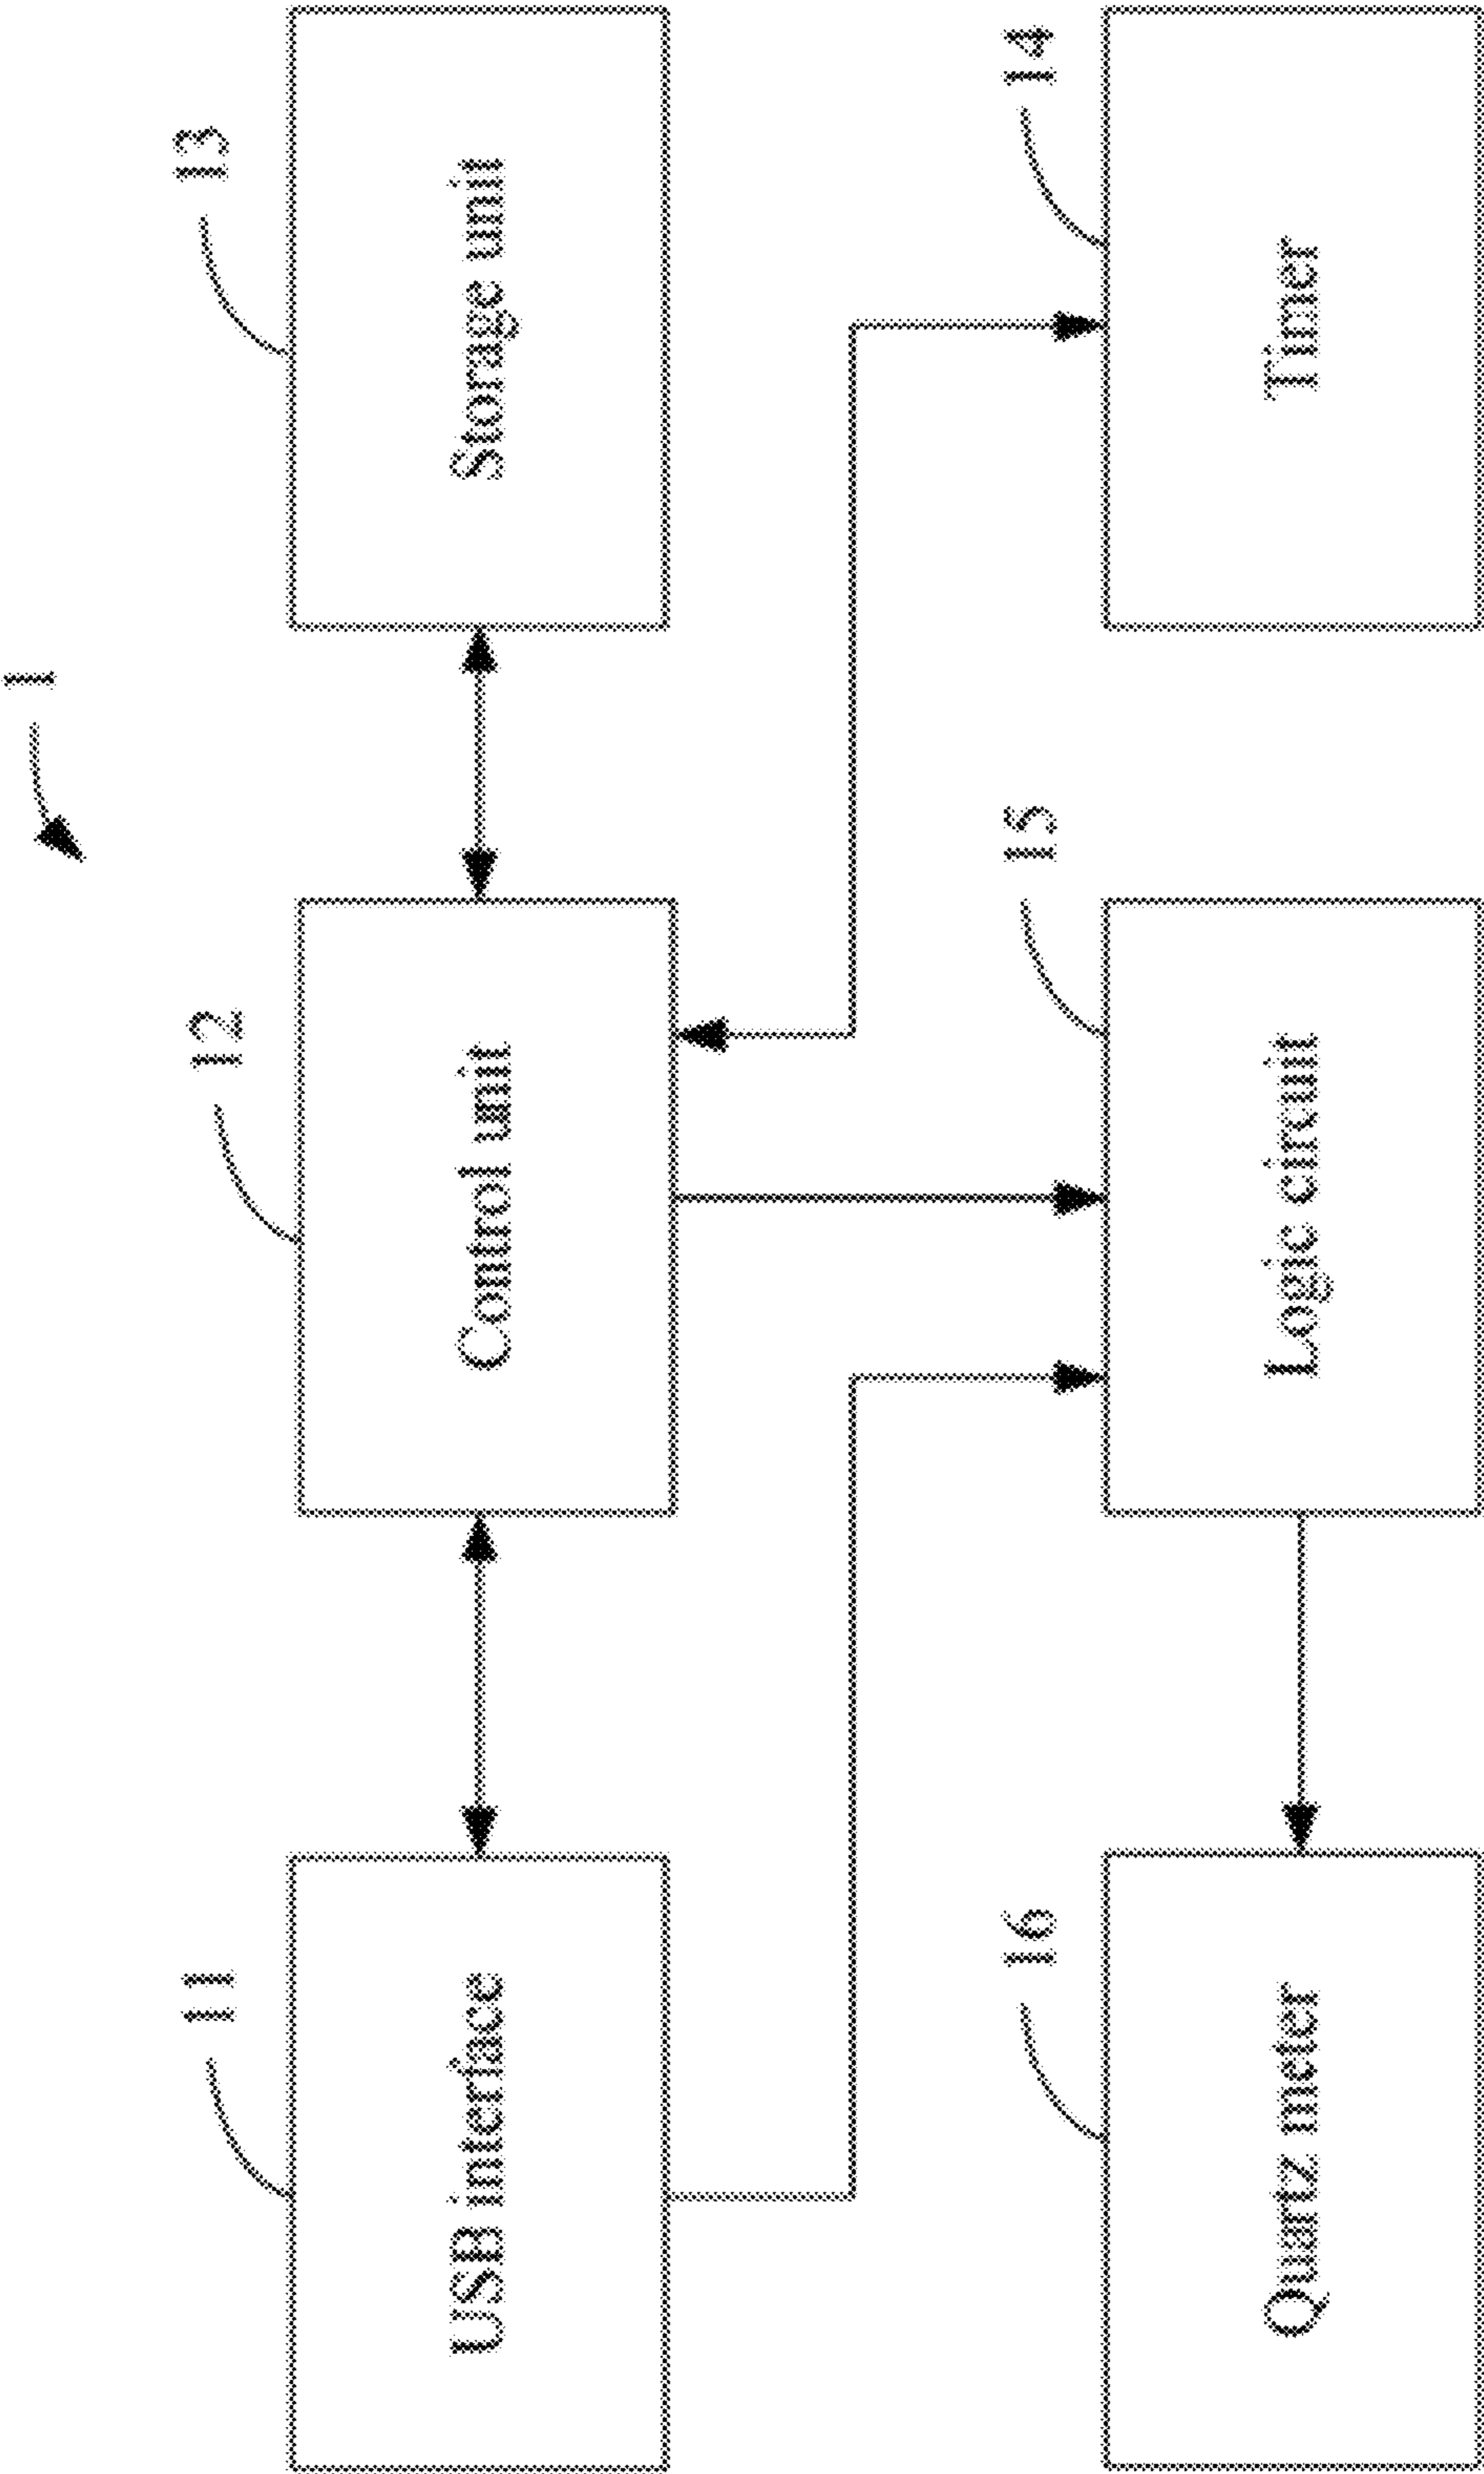 1
11
12
13
USB interface
Control unit
Storage unit
16
15
14
Quartz meter
Logic circuit
Timer